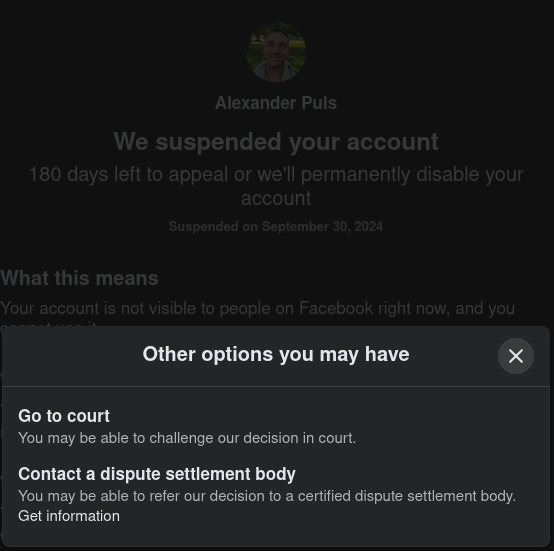 Alexander Puls
We suspended your account
180 days left to appeal or we'll permanently disable your
account
Suspended on September 30, 2024
What this means
Your account is not visible to people on Facebook right now, and you
cannot use it.
Other options you may have
Go to court
You may be able to challenge our decision in court.
Contact a dispute settlement body
You may be able to refer our decision to a certified dispute settlement body.
Get information